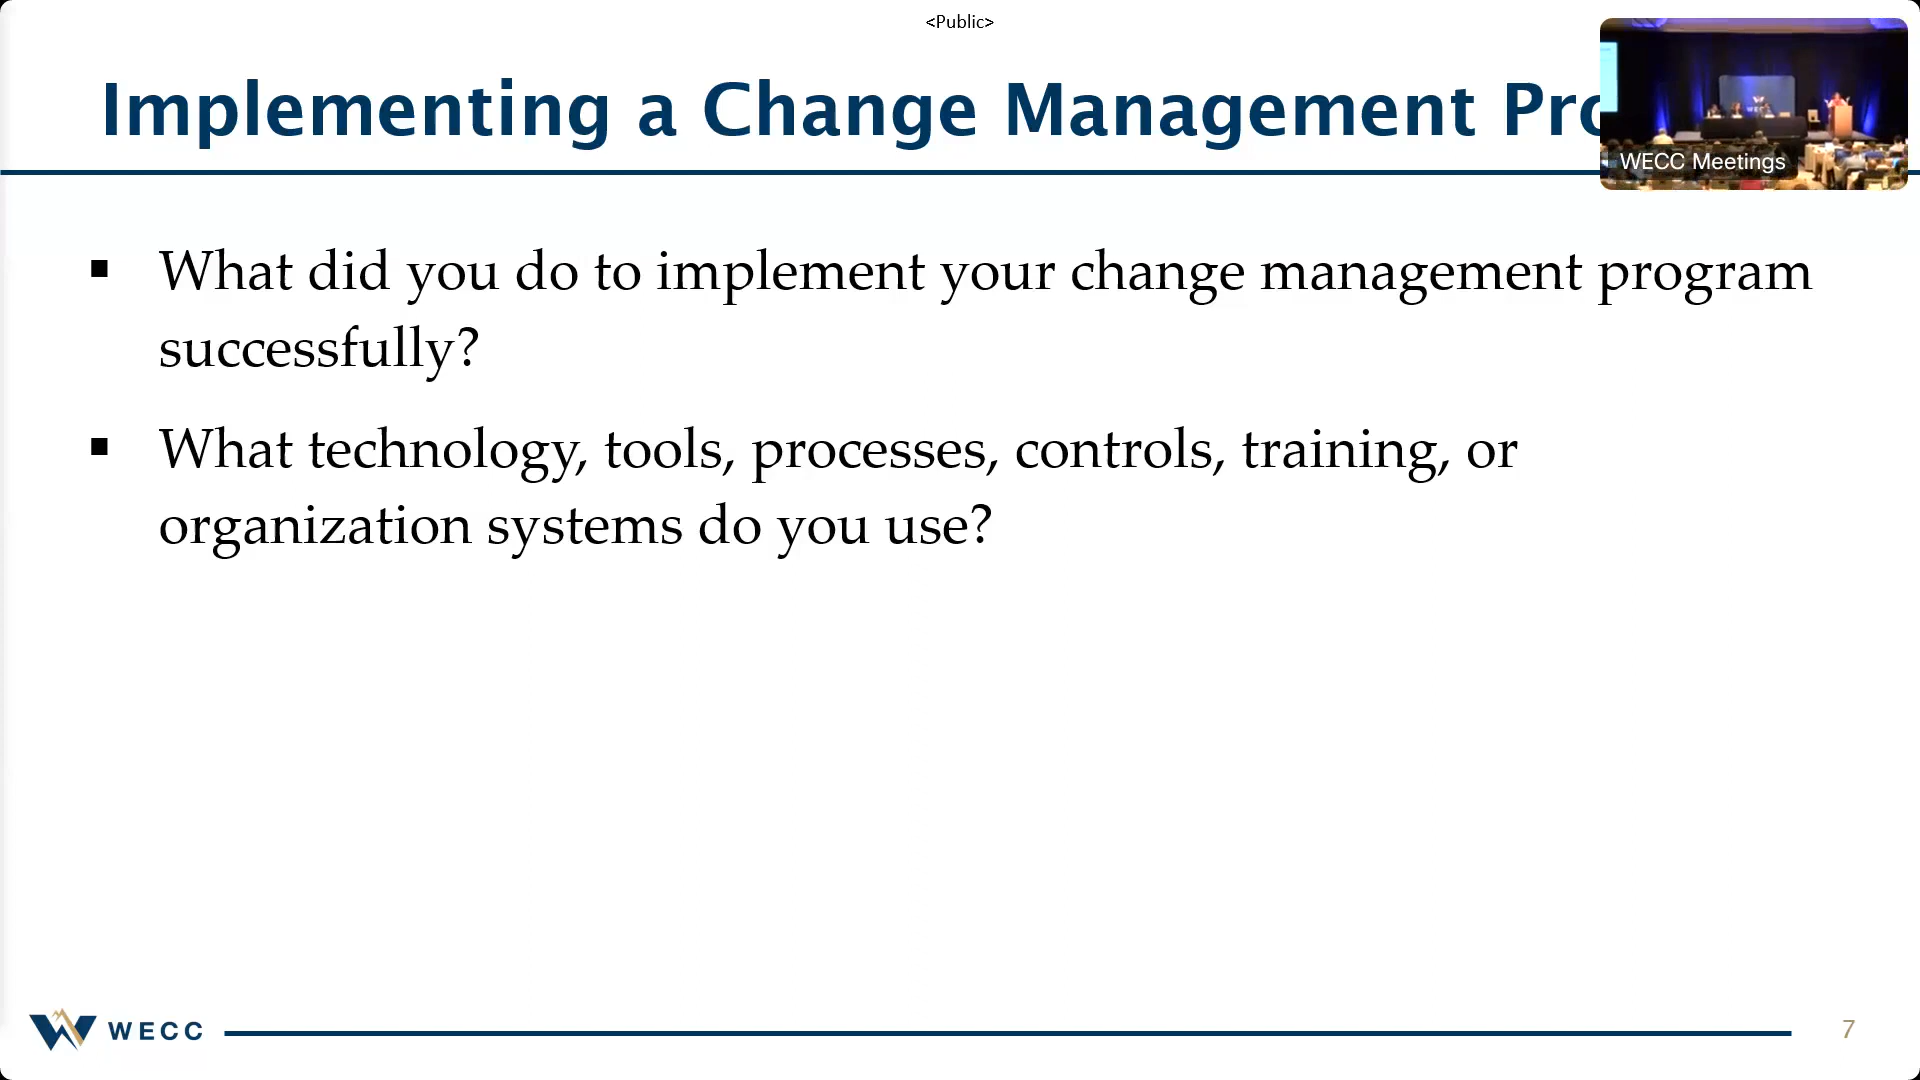 <Public>
Implementing a Change Management Pro
WECC Meetings
▪ What did you do to implement your change management program
successfully?
▪ What technology, tools, processes, controls, training, or
organization systems do you use?
WECC
7